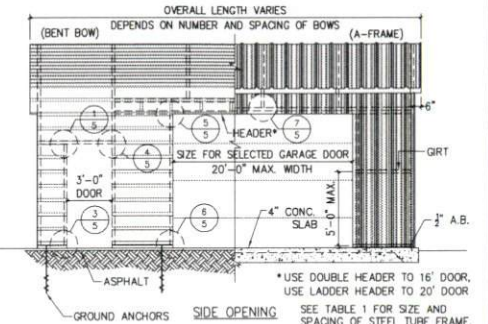 OVERALL LENGTH VARIES
DEPENDS ON NUMBER AND SPACING OF BOWS
(BENT BOW)
(A-FRAME)
6"
1
5
5
5
HEADER*
7
5
4
5
SIZE FOR SELECTED GARAGE DOOR
20'-0" MAX. WIDTH
GIRT
3'-0"
DOOR
5'-0" MAX.
3
5
6
5
4" CONC.
SLAB
½" A.B.
ASPHALT
* USE DOUBLE HEADER TO 16' DOOR,
USE LADDER HEADER TO 20' DOOR
GROUND ANCHORS
SIDE OPENING
SEE TABLE 1 FOR SIZE AND
SPACING OF STEEL TUBE FRAME